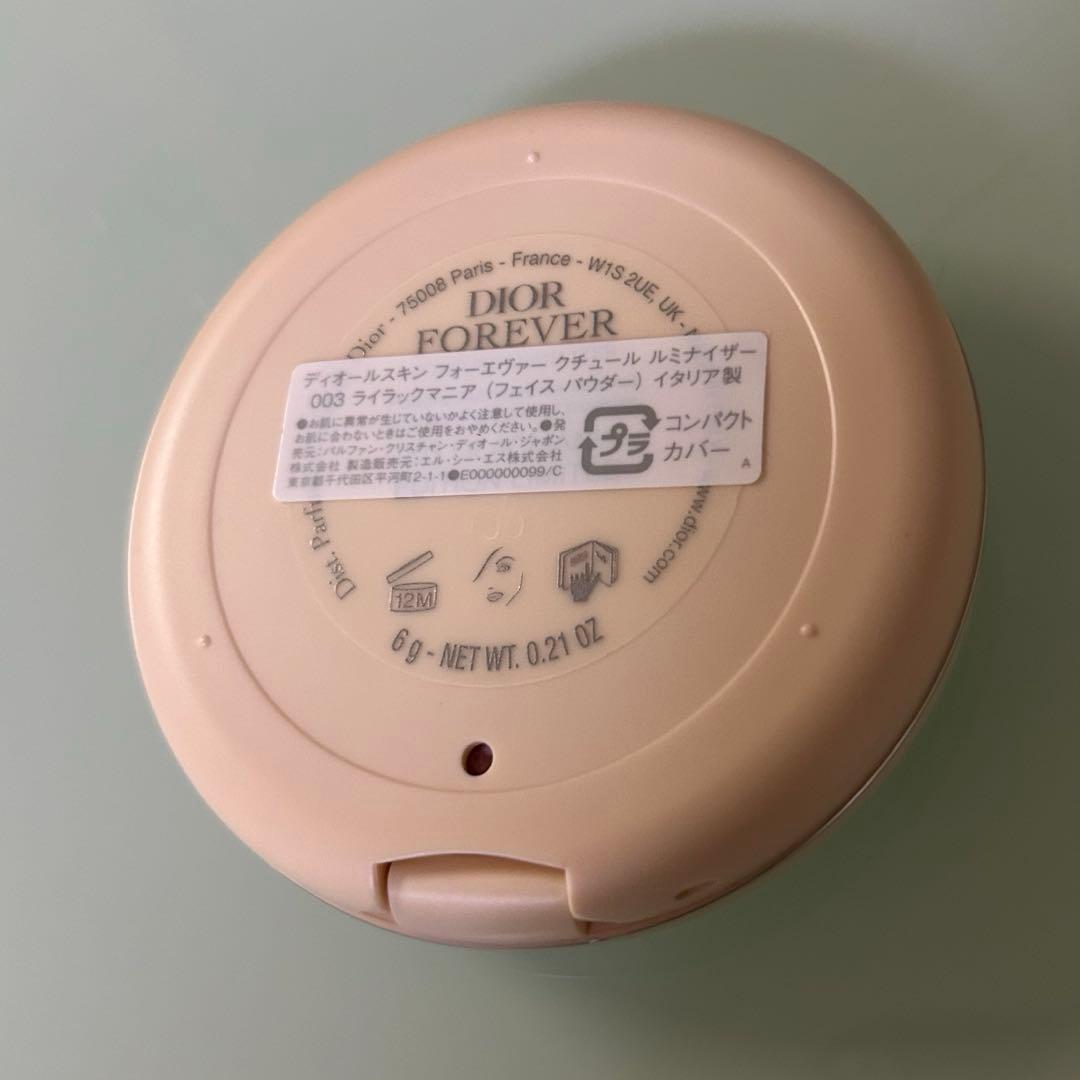 Dior - 75008 Paris - France - W1S 2UE, UK -
DIOR
FOREVER
ディオールスキン フォーエヴァー クチュール ルミナイザー
003 ライラックマニア (フェイス パウダー) イタリア製
●お肌に異常が生じていないかよく注意して使用し、
お肌に合わないときはご使用をおやめください。●発
売元:パルファン・クリスチャン・ディオール・ジャポン
株式会社 製造販売元:エル・シー・エス株式会社
東京都千代田区平河町2-1-1●E000000099/C
プラ
コンパクト
カバー
A
Dist.
www.dior.com
12M
6 g - NET WT. 0.21 OZ